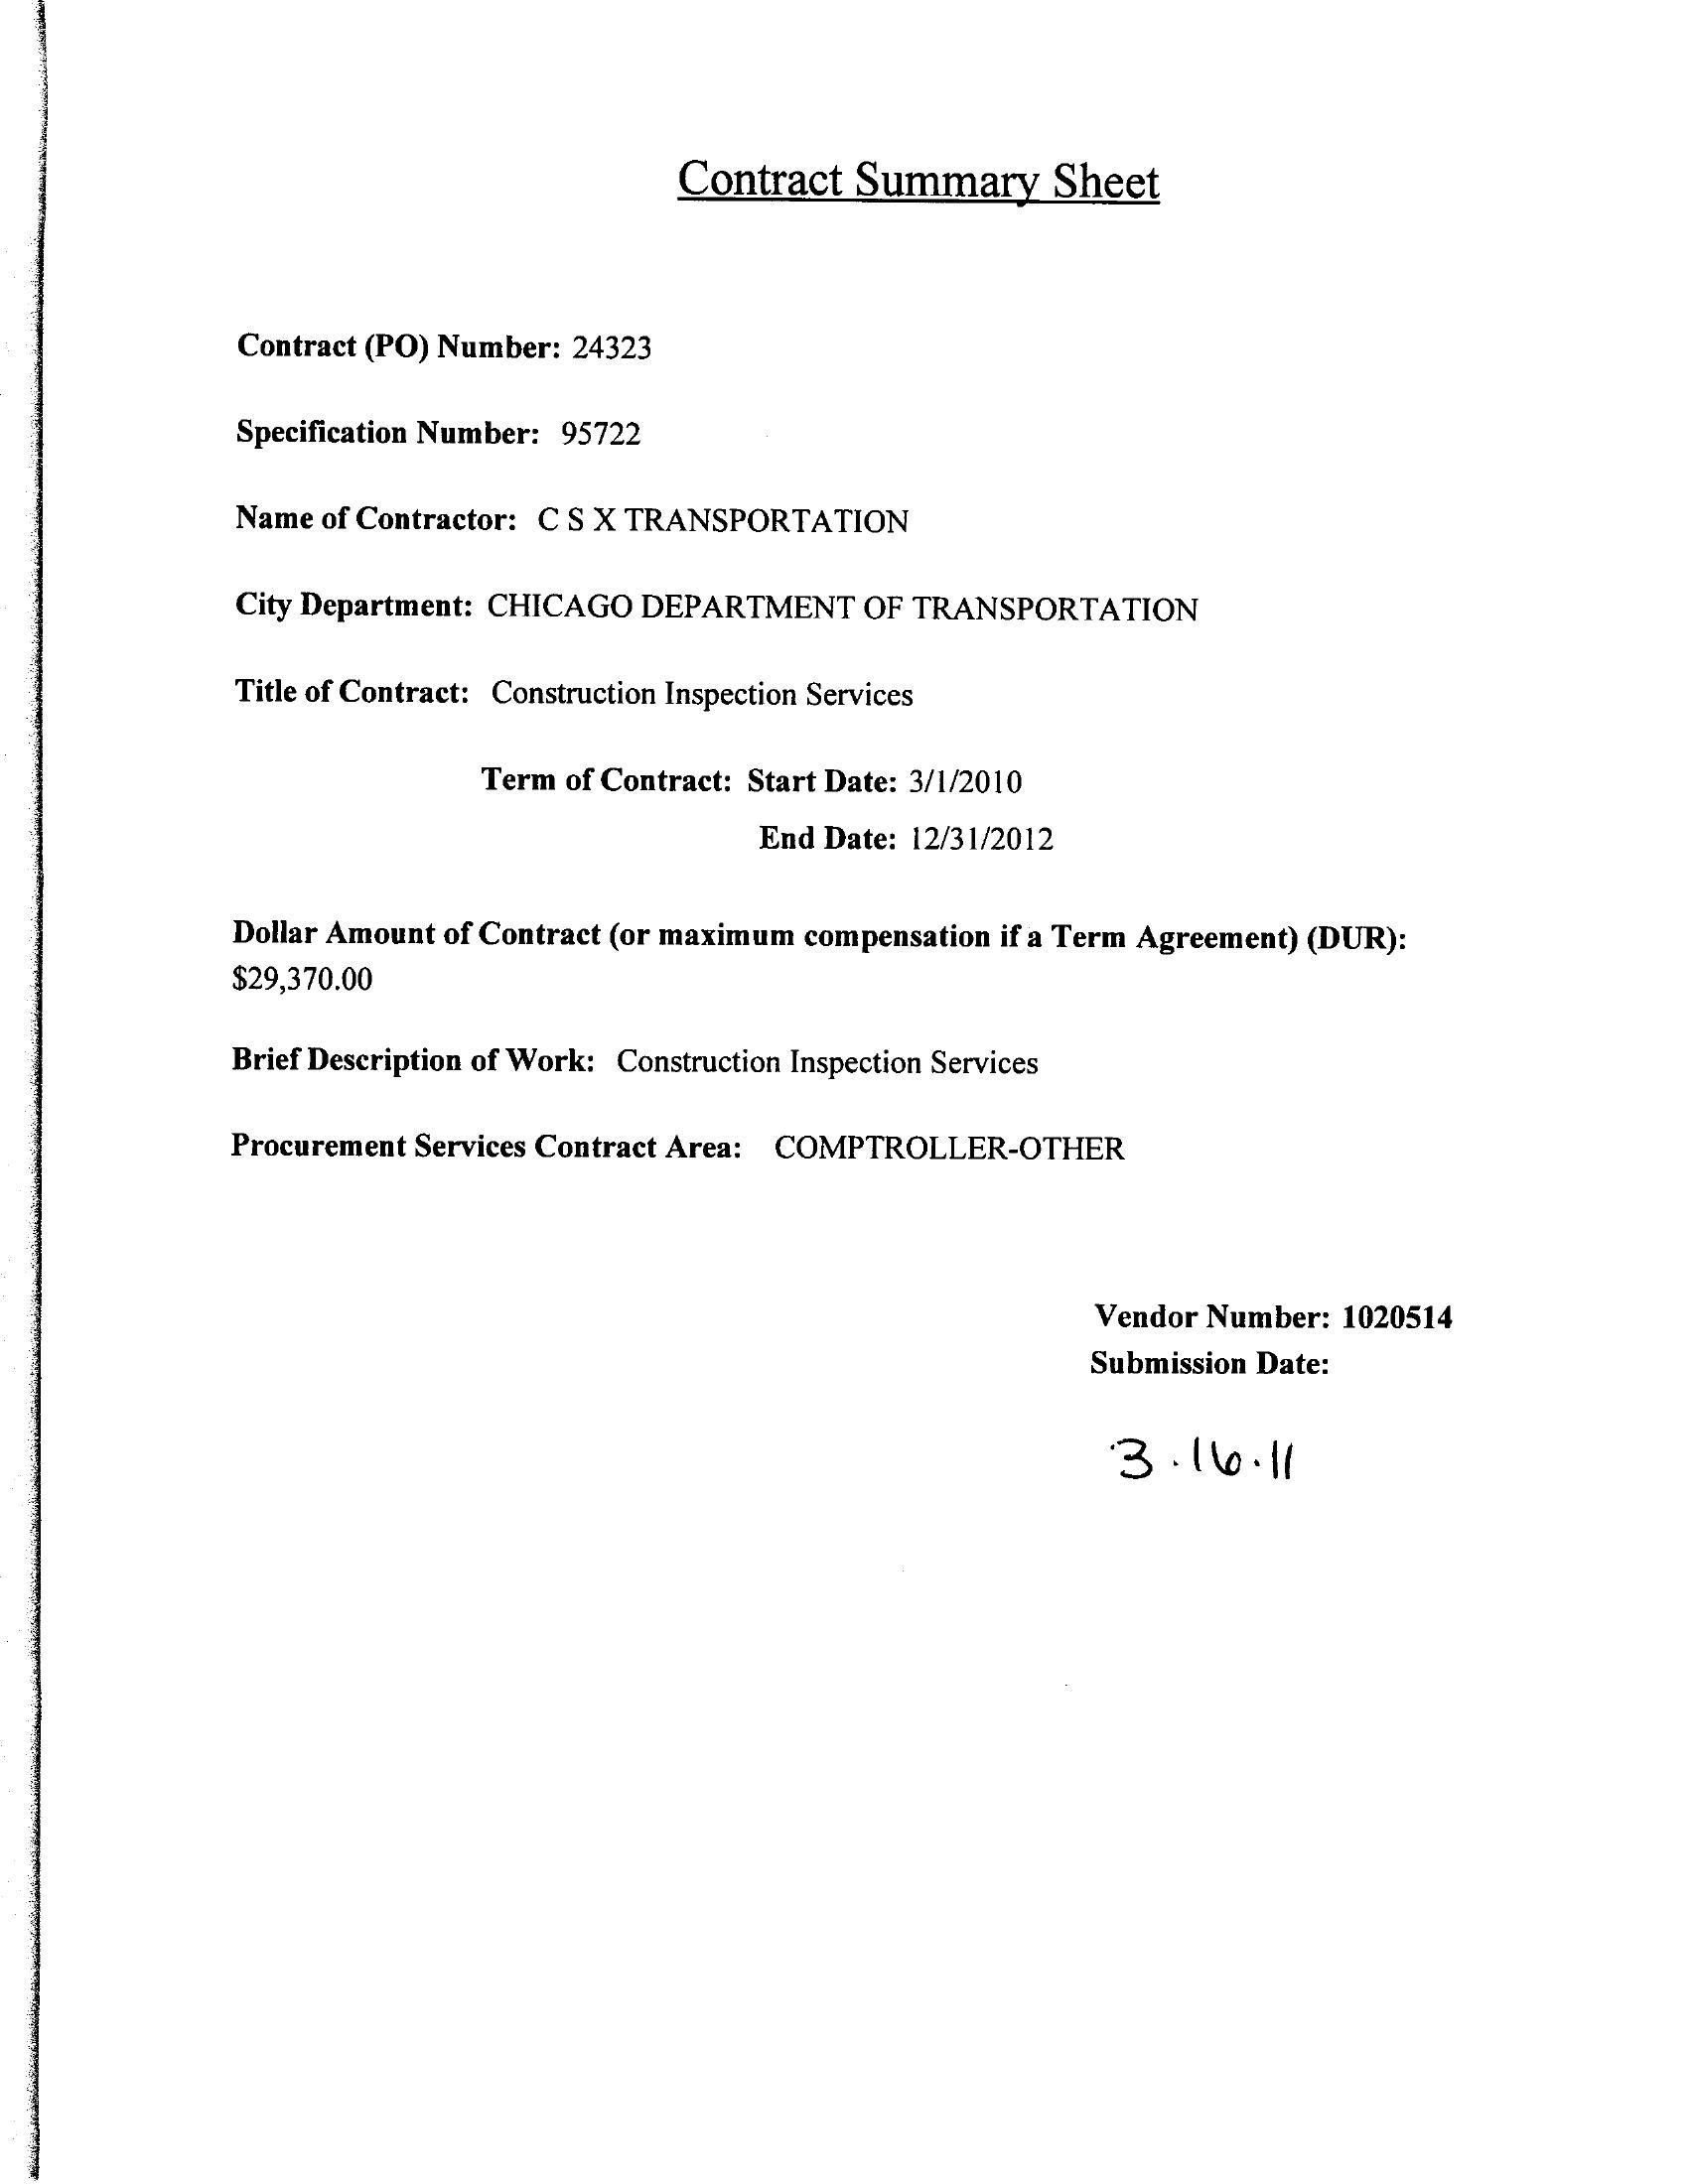 Contract Summary Sheet
Contract (PO) Number: 24323
Specification Number: 95722
Name of Contractor: C S X TRANSPORTATION
City Department: CHICAGO DEPARTMENT OF TRANSPORTATION
Title of Contract: Construction Inspection Services
Term of Contract: Start Date: 3/1/2010
End Date: 12/31/2012
Dollar Amount of Contract (or maximum compensation if a Term Agreement) (DUR):
$29,370.00
Brief Description of Work: Construction Inspection Services
Procurement Services Contract Area: COMPTROLLER-OTHER
Vendor Number: 1020514
Submission Date:
3.16.11